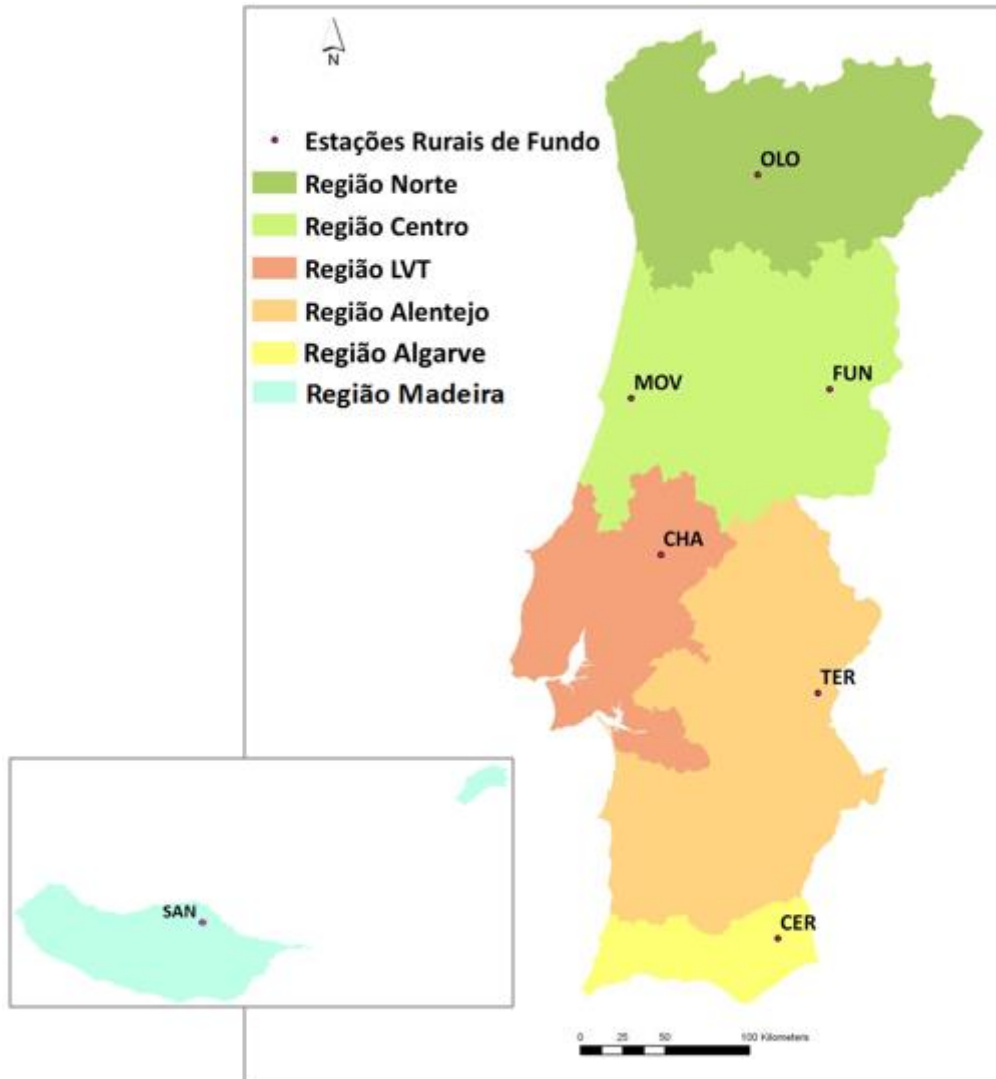 N
Estações Rurais de Fundo
Região Norte
Região Centro
Região LVT
Região Alentejo
Região Algarve
Região Madeira
OLO
MOV
FUN
CHA
TER
SAN
CER
0 25 50 100 Kilometers